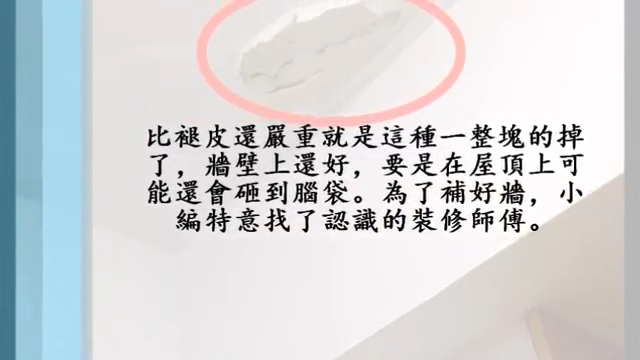 比褪皮還嚴重就是這種一整塊的掉
了，牆壁上還好，要是在屋頂上可
能還會砸到腦袋。為了補好牆，小
編特意找了認識的裝修師傅。